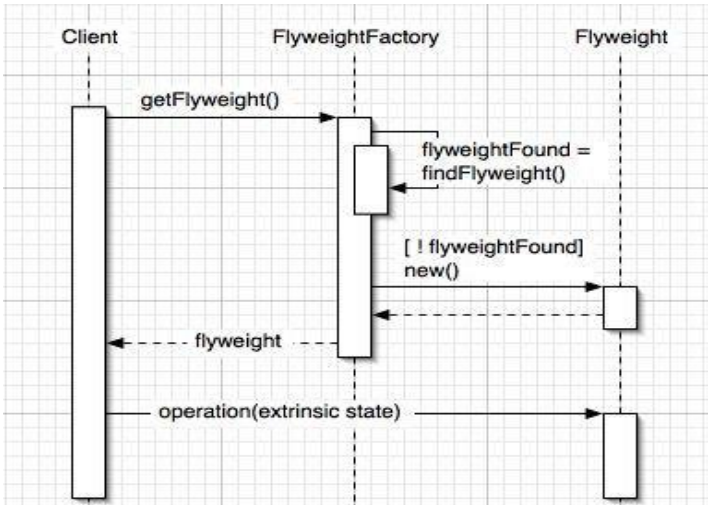 Client
FlyweightFactory
Flyweight
getFlyweight()
flyweightFound =
findFlyweight()
[ ! flyweightFound]
new()
flyweight
operation(extrinsic state)